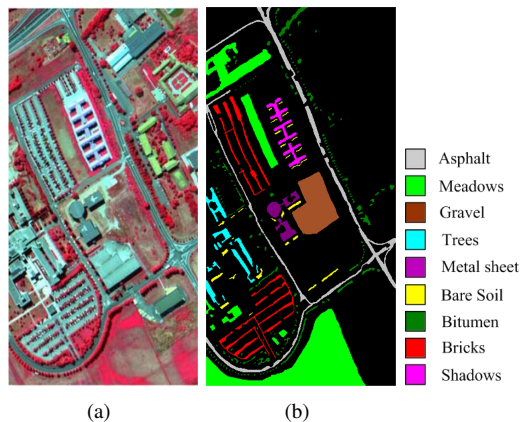 Asphalt
Meadows
Gravel
Trees
Metal sheet
Bare Soil
Bitumen
Bricks
Shadows
(a)
(b)